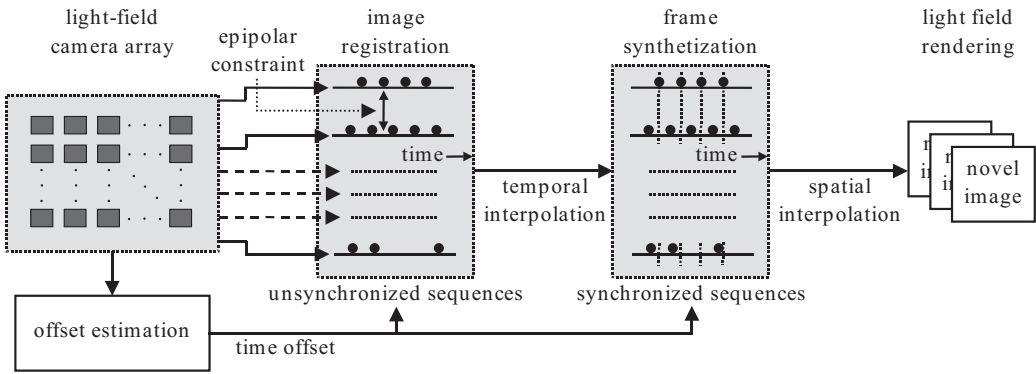 light-field
camera array
epipolar
constraint
image
registration
time
unsynchronized sequences
temporal
interpolation
frame
synthetization
time
synchronized sequences
spatial
interpolation
light field
rendering
novel
image
offset estimation
time offset